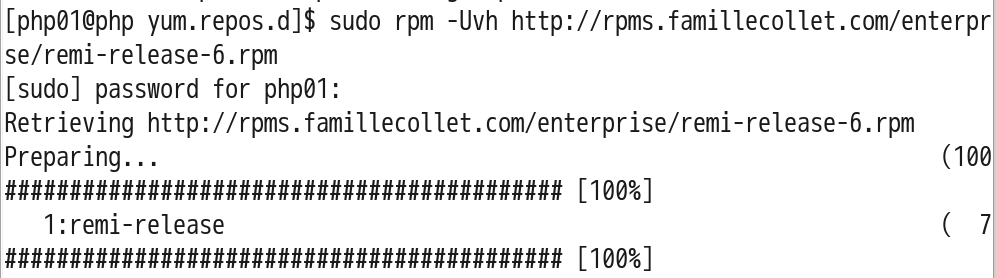 [php01@php yum.repos.d]$ sudo rpm -Uvh http://rpms.famillecollet.com/enterpr
se/remi-release-6.rpm
[sudo] password for php01:
Retrieving http://rpms.famillecollet.com/enterprise/remi-release-6.rpm
Preparing... (100
########################################### [100%]
1:remi-release ( 7
########################################### [100%]